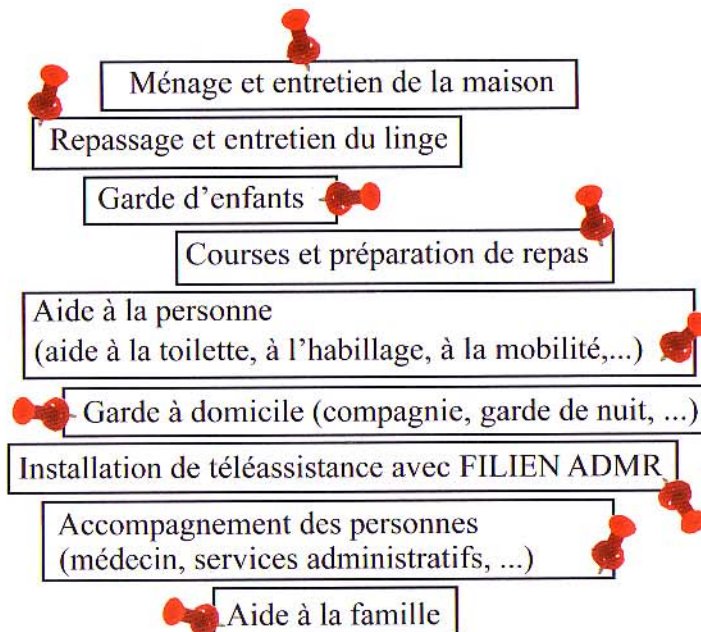 Ménage et entretien de la maison
Repassage et entretien du linge
Garde d'enfants
Courses et préparation de repas
Aide à la personne
(aide à la toilette, à l'habillage, à la mobilité,...)
Garde à domicile (compagnie, garde de nuit, ...)
Installation de téléassistance avec FILIEN ADMR
Accompagnement des personnes
(médecin, services administratifs, ...)
Aide à la famille